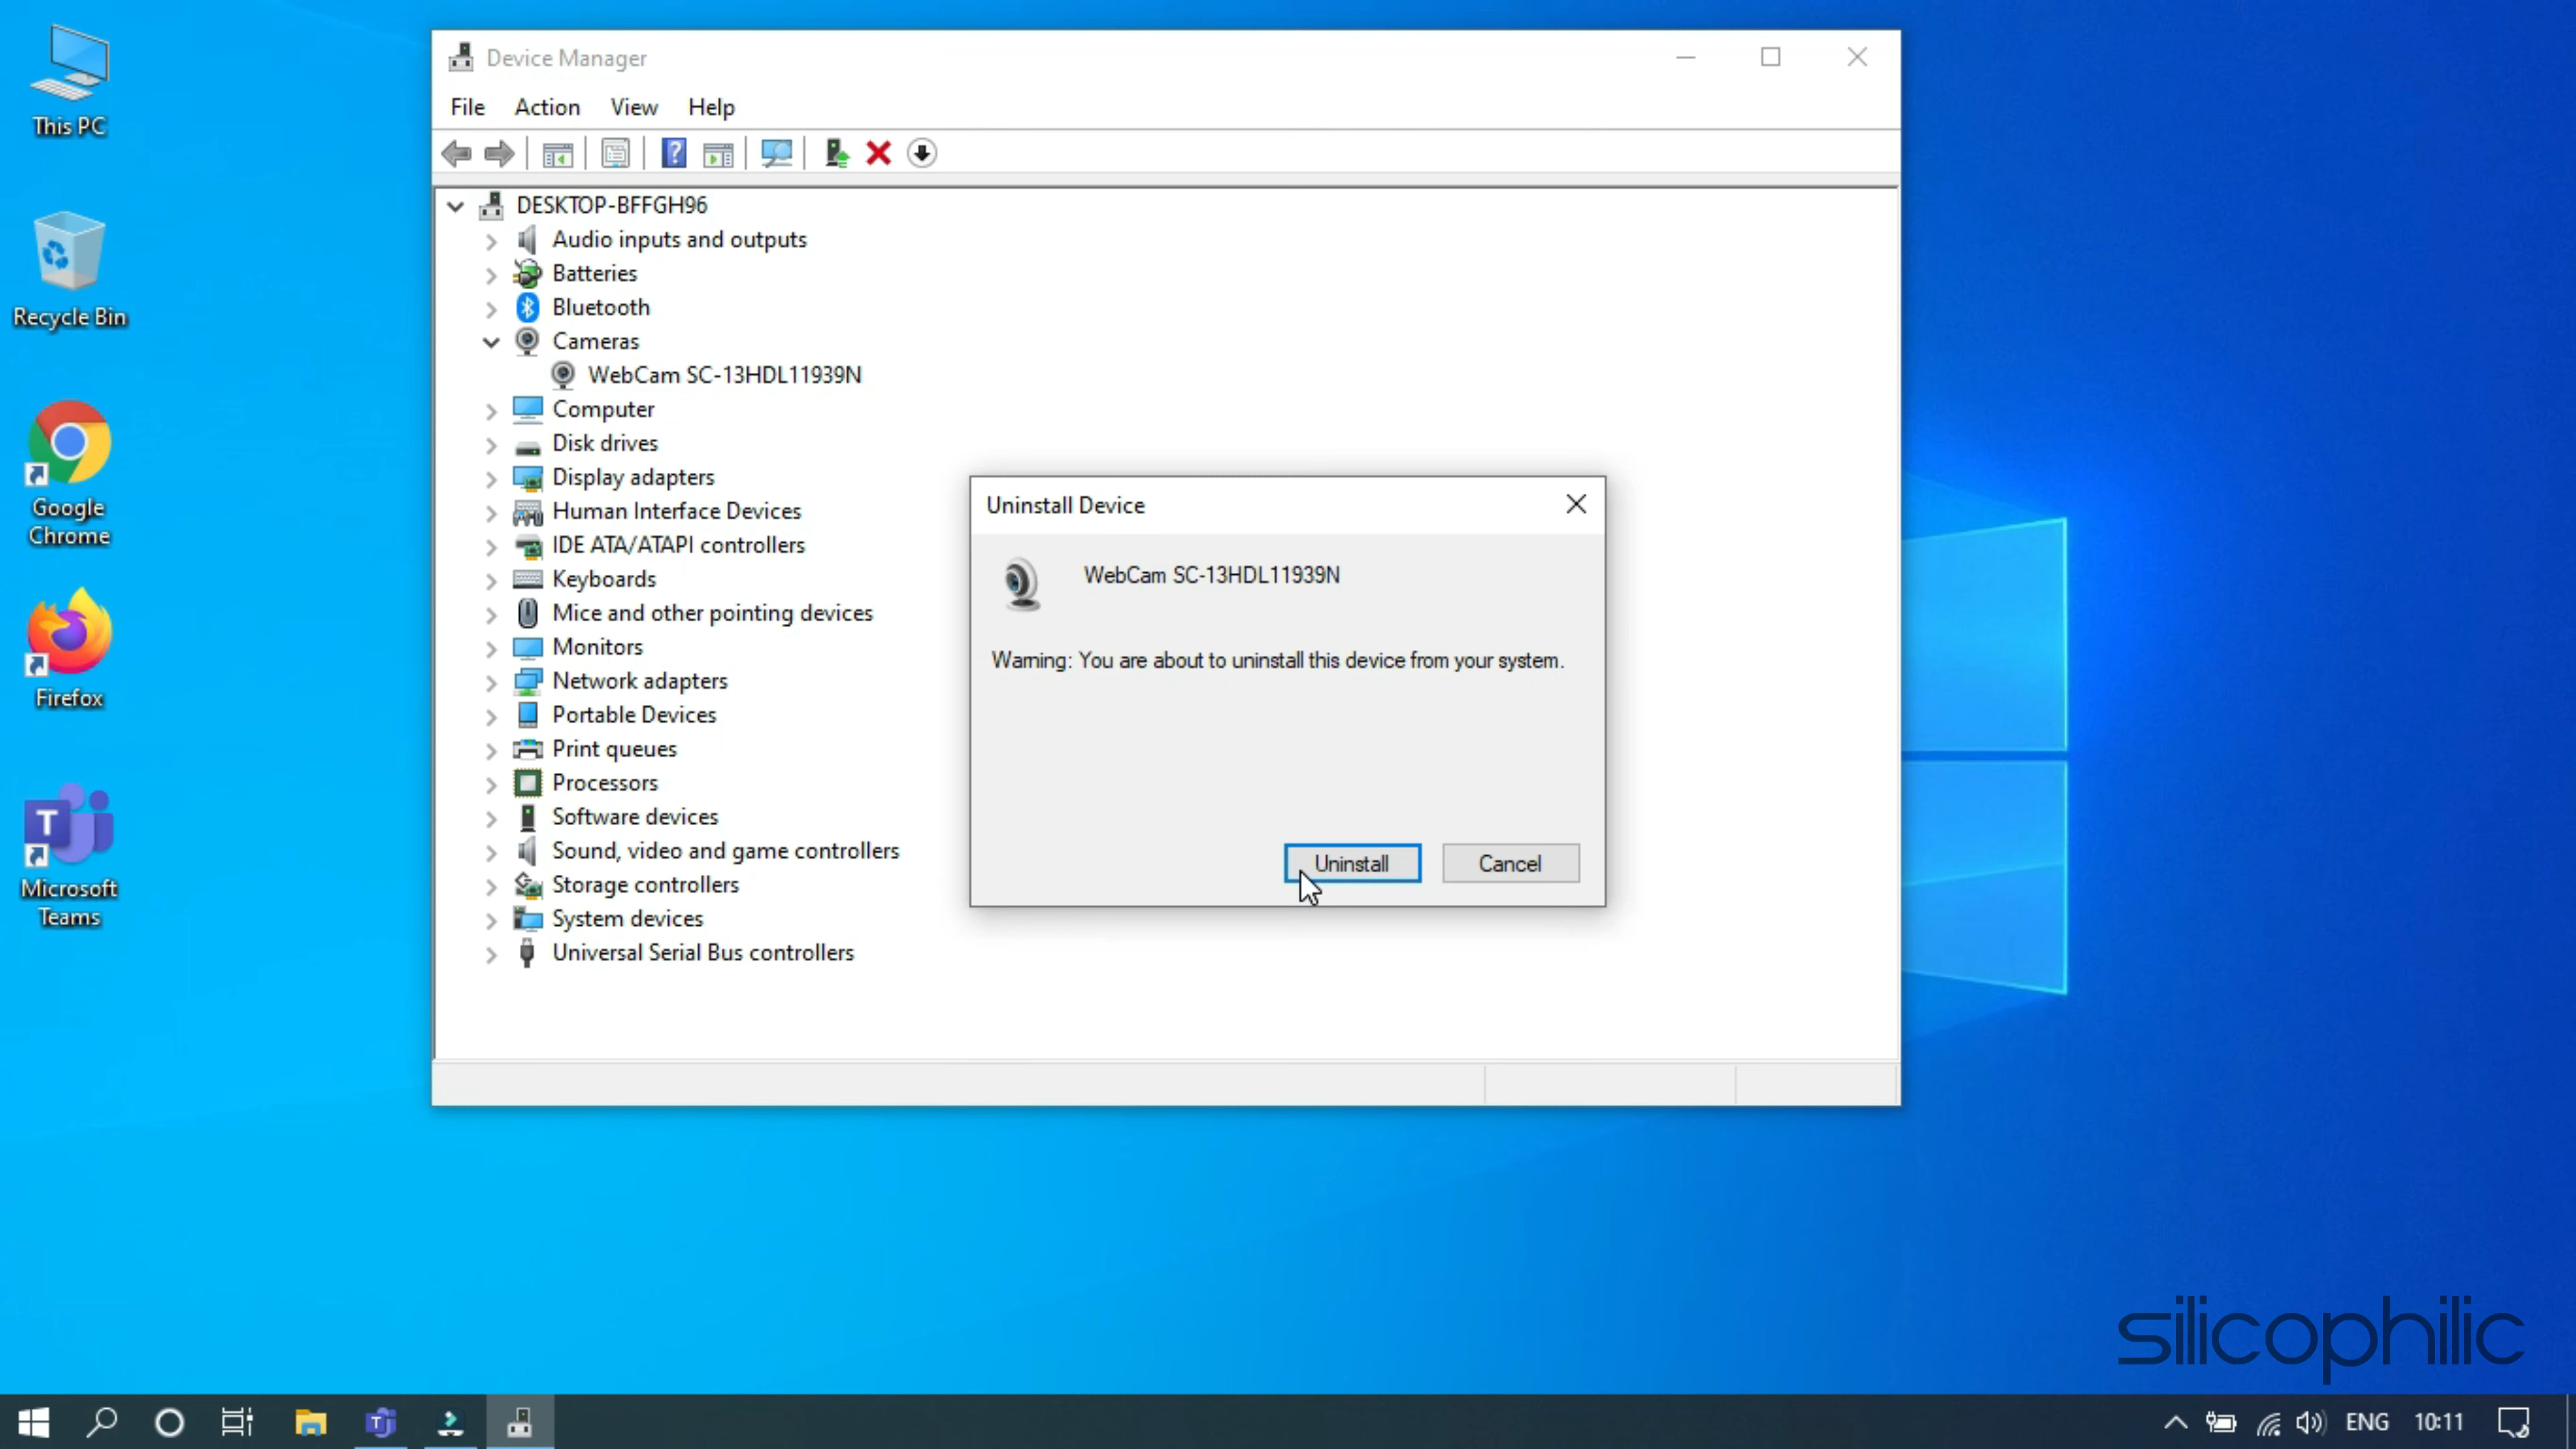 This PC
Recycle Bin
Google
Chrome
Firefox
T
Microsoft
Teams
Device Manager
File Action View Help
DESKTOP-BFFGH96
Audio inputs and outputs
Batteries
Bluetooth
Cameras
WebCam SC-13HDL11939N
Computer
Disk drives
Display adapters
Human Interface Devices
IDE ATA/ATAPI controllers
Keyboards
Mice and other pointing devices
Monitors
Network adapters
Portable Devices
Print queues
Processors
Software devices
Sound, video and game controllers
Storage controllers
System devices
Universal Serial Bus controllers
Uninstall Device
WebCam SC-13HDL11939N
Warning: You are about to uninstall this device from your system.
Uninstall Cancel
silicophilic
ENG 10:11